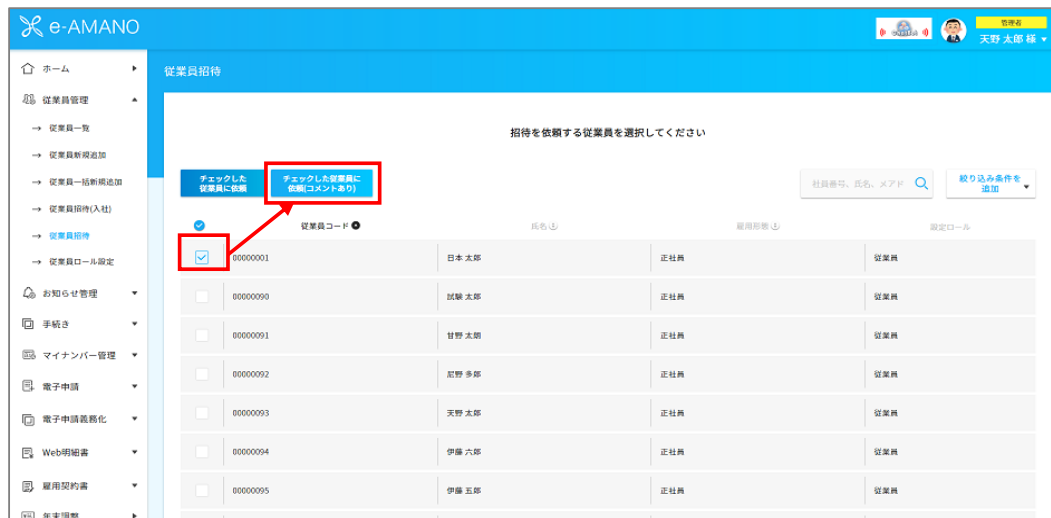 e-AMANO
管理者
天野 太郎 様
ホーム
従業員管理
従業員一覧
従業員新規追加
従業員一括新規追加
従業員招待(入社)
従業員招待
従業員ロール設定
お知らせ管理
手続き
マイナンバー管理
電子申請
電子申請義務化
Web明細書
雇用契約書
年末調整
従業員招待
招待を依頼する従業員を選択してください
チェックした
従業員に依頼
チェックした従業員に
依頼(コメントあり)
社員番号、氏名、メアド
絞り込み条件を
追加
従業員コード 氏名 雇用形態 設定ロール
00000001 日本 太郎 正社員 従業員
00000090 試験 太郎 正社員 従業員
00000091 甘野 太朗 正社員 従業員
00000092 尼野 多郎 正社員 従業員
00000093 天野 太郎 正社員 従業員
00000094 伊藤 六郎 正社員 従業員
00000095 伊藤 五郎 正社員 従業員